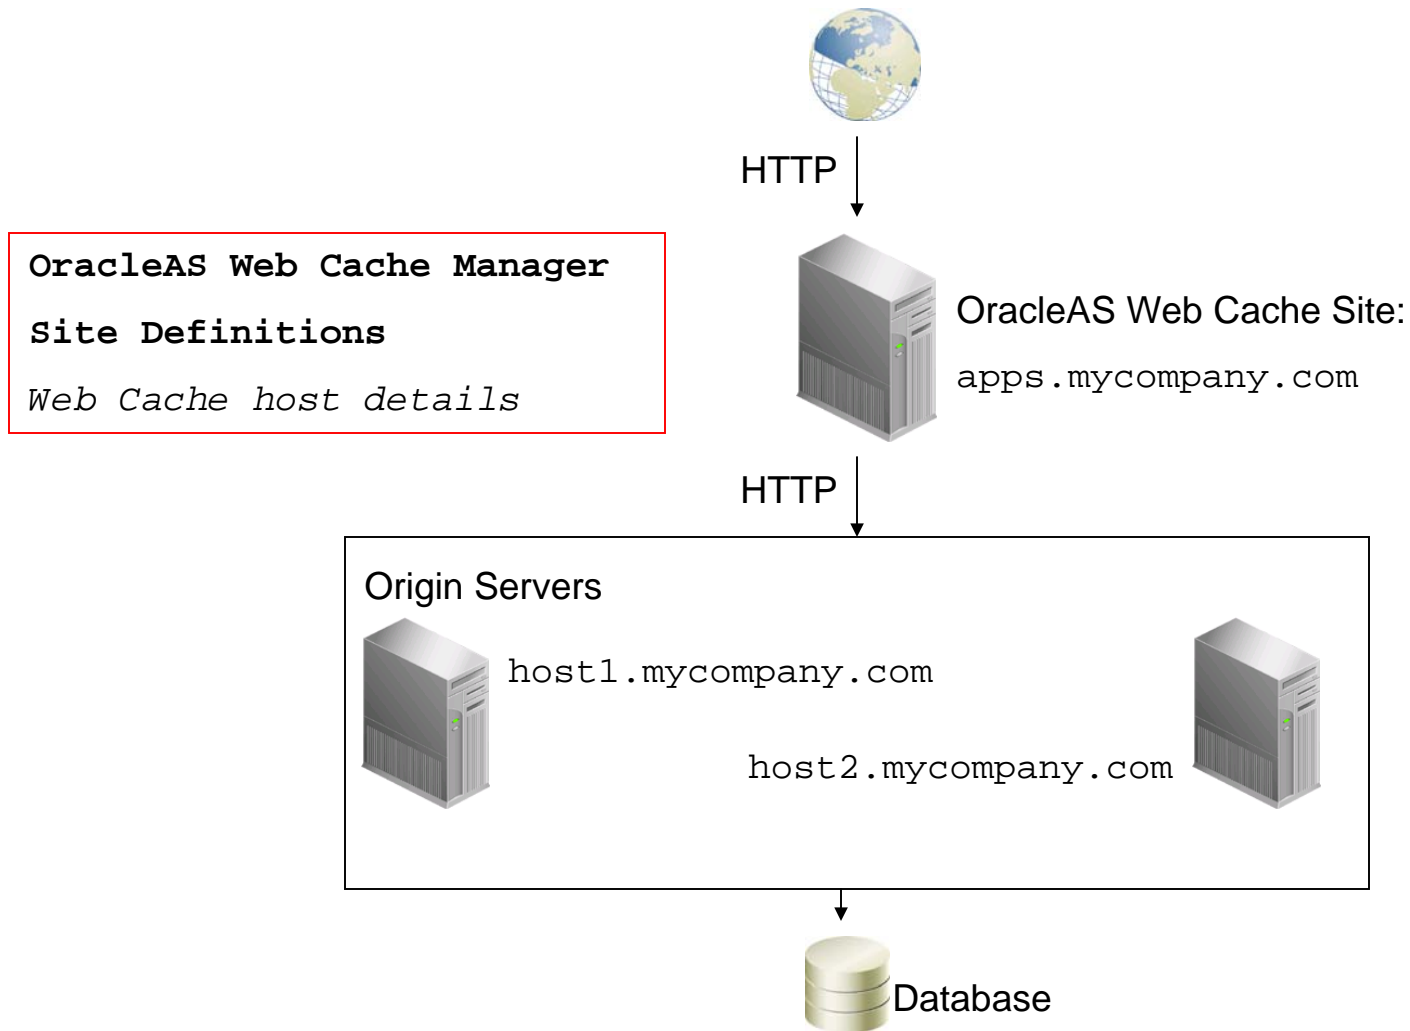 HTTP
OracleAS Web Cache Manager
Site Definitions
Web Cache host details
OracleAS Web Cache Site:
apps.mycompany.com
HTTP
Origin Servers
host1.mycompany.com
host2.mycompany.com
Database